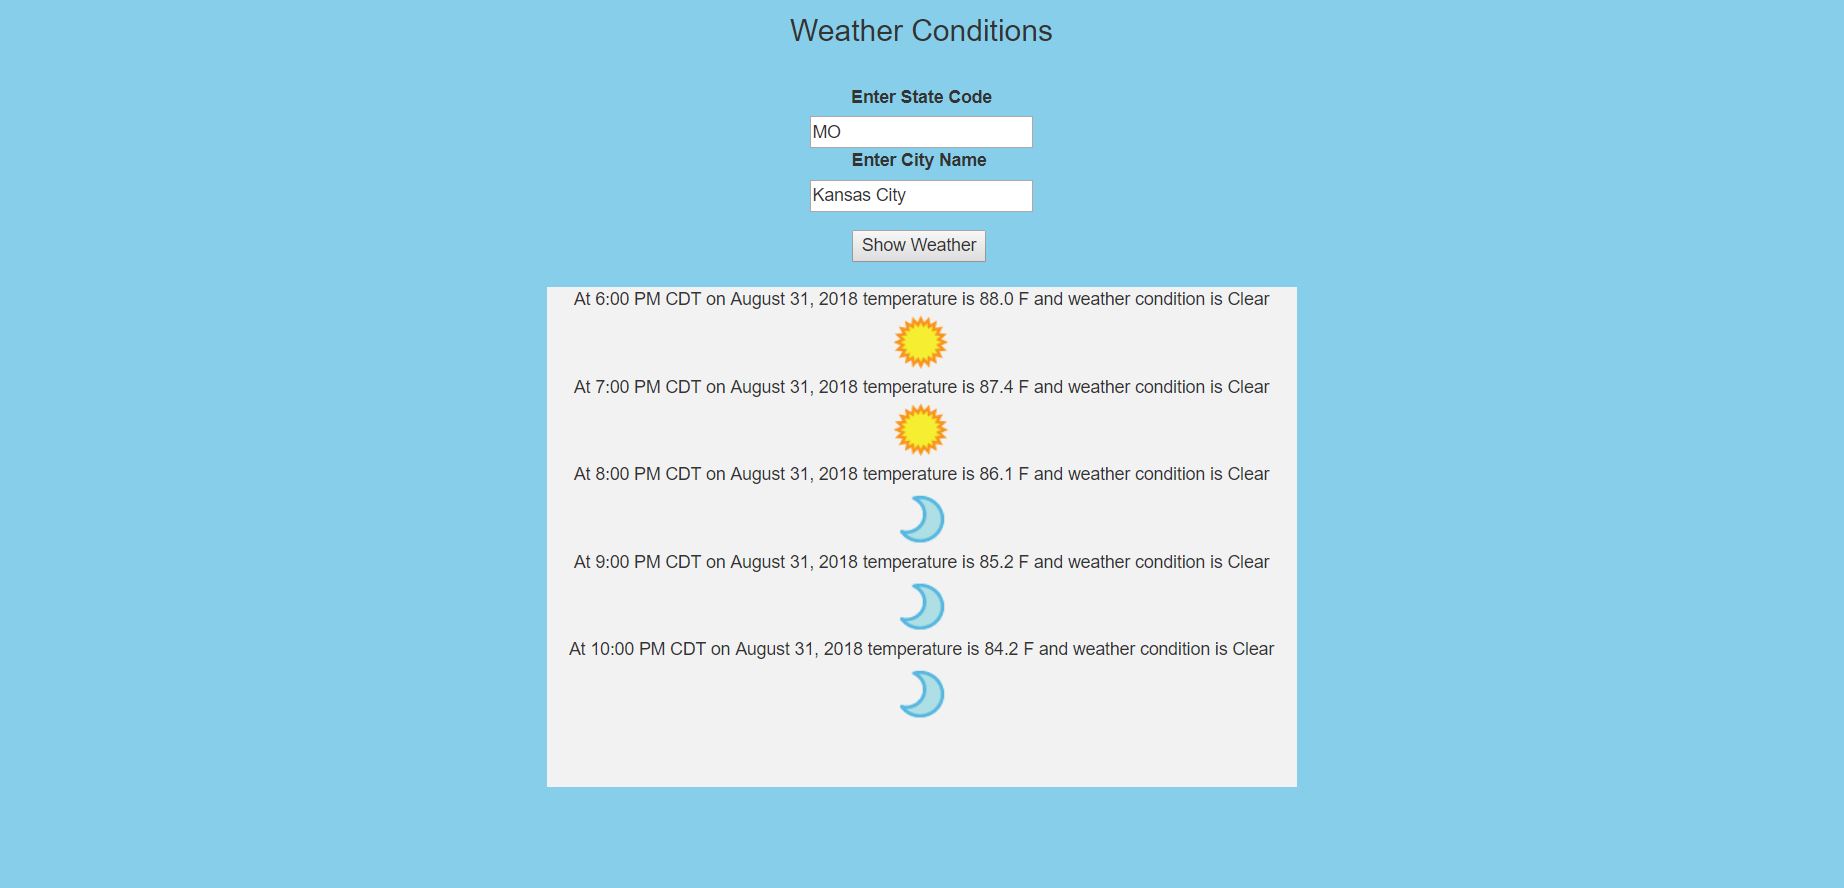 Weather Conditions
Enter State Code
MO
Enter City Name
Kansas City
Show Weather
At 6:00 PM CDT on August 31, 2018 temperature is 88.0 F and weather condition is Clear
At 7:00 PM CDT on August 31, 2018 temperature is 87.4 F and weather condition is Clear
At 8:00 PM CDT on August 31, 2018 temperature is 86.1 F and weather condition is Clear
At 9:00 PM CDT on August 31, 2018 temperature is 85.2 F and weather condition is Clear
At 10:00 PM CDT on August 31, 2018 temperature is 84.2 F and weather condition is Clear